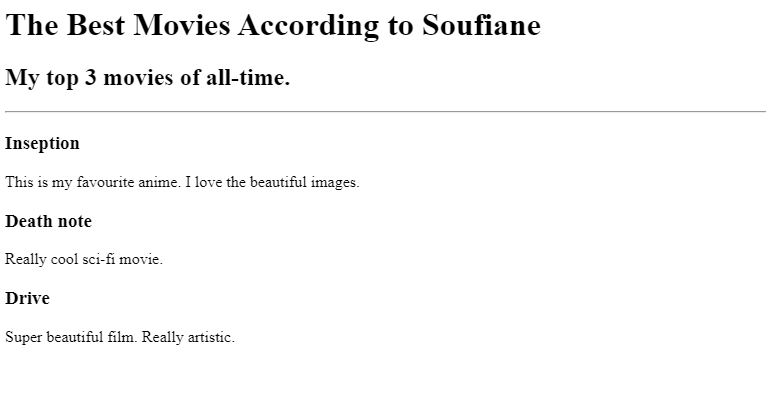 The Best Movies According to Soufiane
My top 3 movies of all-time.
Inseption
This is my favourite anime. I love the beautiful images.
Death note
Really cool sci-fi movie.
Drive
Super beautiful film. Really artistic.